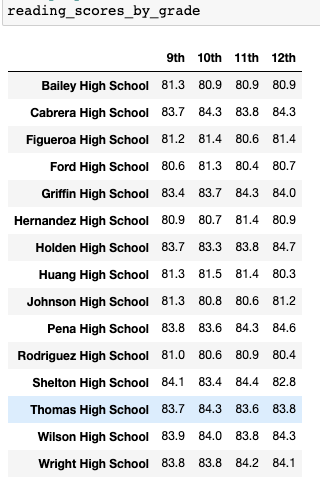 reading_scores_by_grade
9th 10th 11th 12th
Bailey High School 81.3 80.9 80.9 80.9
Cabrera High School 83.7 84.3 83.8 84.3
Figueroa High School 81.2 81.4 80.6 81.4
Ford High School 80.6 81.3 80.4 80.7
Griffin High School 83.4 83.7 84.3 84.0
Hernandez High School 80.9 80.7 81.4 80.9
Holden High School 83.7 83.3 83.8 84.7
Huang High School 81.3 81.5 81.4 80.3
Johnson High School 81.3 80.8 80.6 81.2
Pena High School 83.8 83.6 84.3 84.6
Rodriguez High School 81.0 80.6 80.9 80.4
Shelton High School 84.1 83.4 84.4 82.8
Thomas High School 83.7 84.3 83.6 83.8
Wilson High School 83.9 84.0 83.8 84.3
Wright High School 83.8 83.8 84.2 84.1